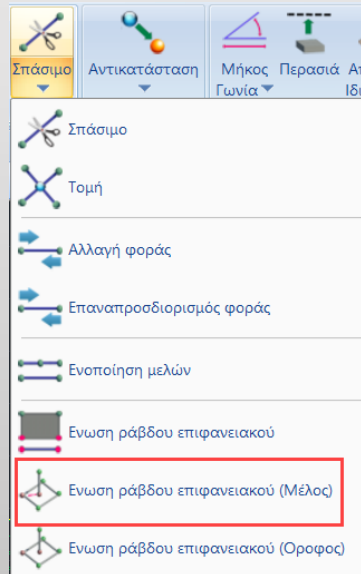 Σπάσιμο
Αντικατάσταση
Μήκος
Γωνία
Περασιά
Σπάσιμο
Τομή
Αλλαγή φοράς
Επαναπροσδιορισμός φοράς
Ενοποίηση μελών
Ενωση ράβδου επιφανειακού
Ενωση ράβδου επιφανειακού (Μέλος)
Ενωση ράβδου επιφανειακού (Οροφος)